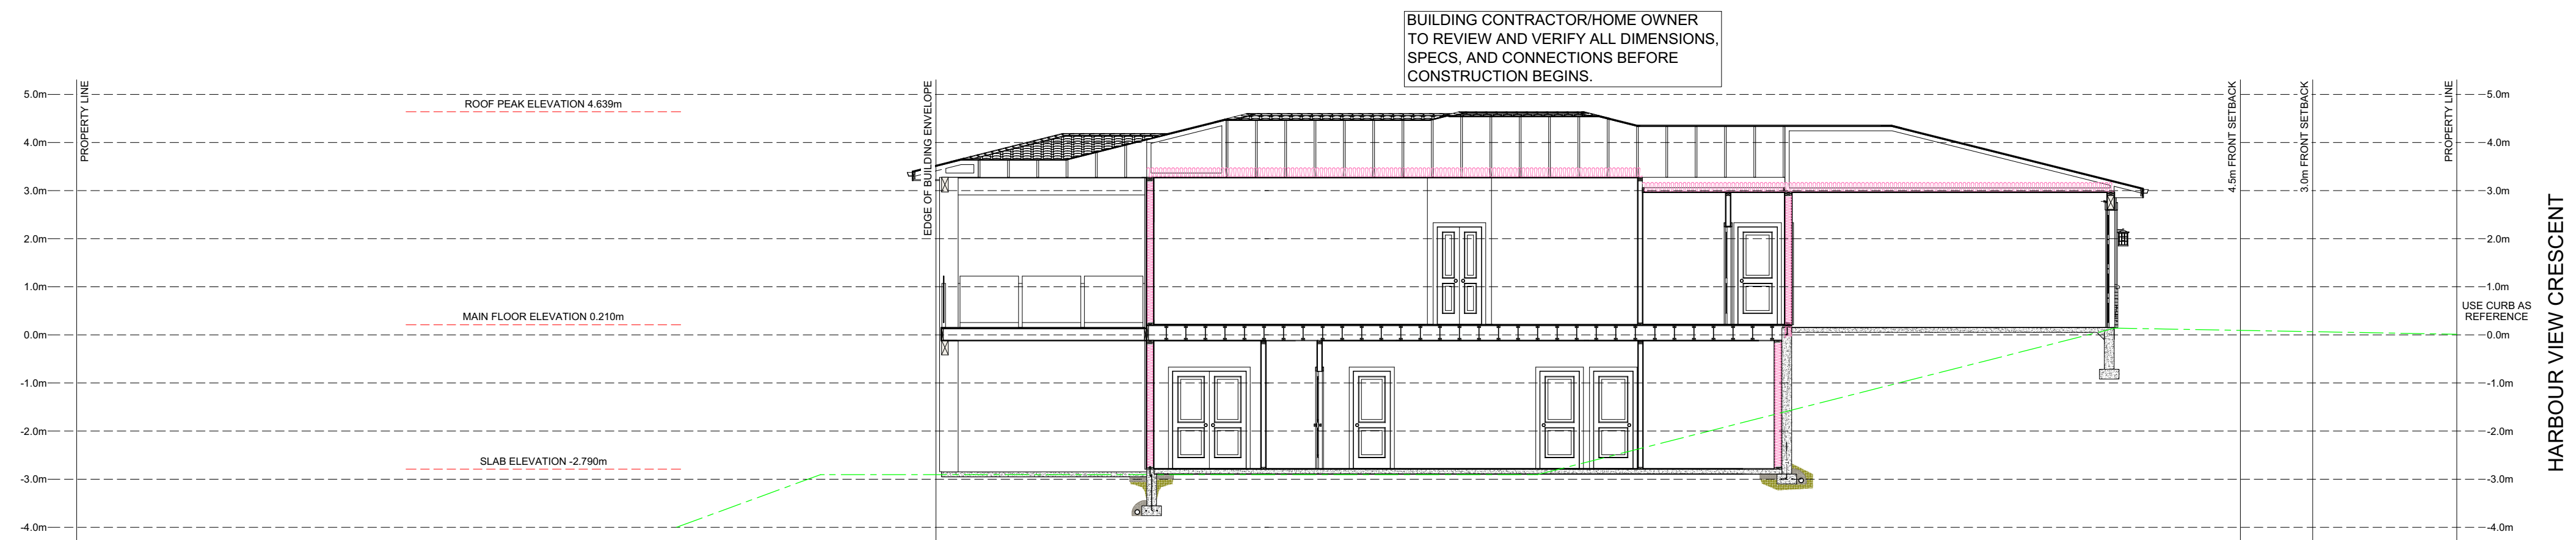 BUILDING CONTRACTOR/HOME OWNER
TO REVIEW AND VERIFY ALL DIMENSIONS,
SPECS, AND CONNECTIONS BEFORE
CONSTRUCTION BEGINS.
PROPERTY LINE
EDGE OF BUILDING ENVELOPE
4.5m FRONT SETBACK
3.0m FRONT SETBACK
PROPERTY LINE
5.0m
4.0m
3.0m
2.0m
1.0m
0.0m
-1.0m
-2.0m
-3.0m
-4.0m
ROOF PEAK ELEVATION 4.639m
MAIN FLOOR ELEVATION 0.210m
SLAB ELEVATION -2.790m
5.0m
4.0m
3.0m
2.0m
1.0m
0.0m
-1.0m
-2.0m
-3.0m
-4.0m
USE CURB AS
REFERENCE
HARBOUR VIEW CRESCENT